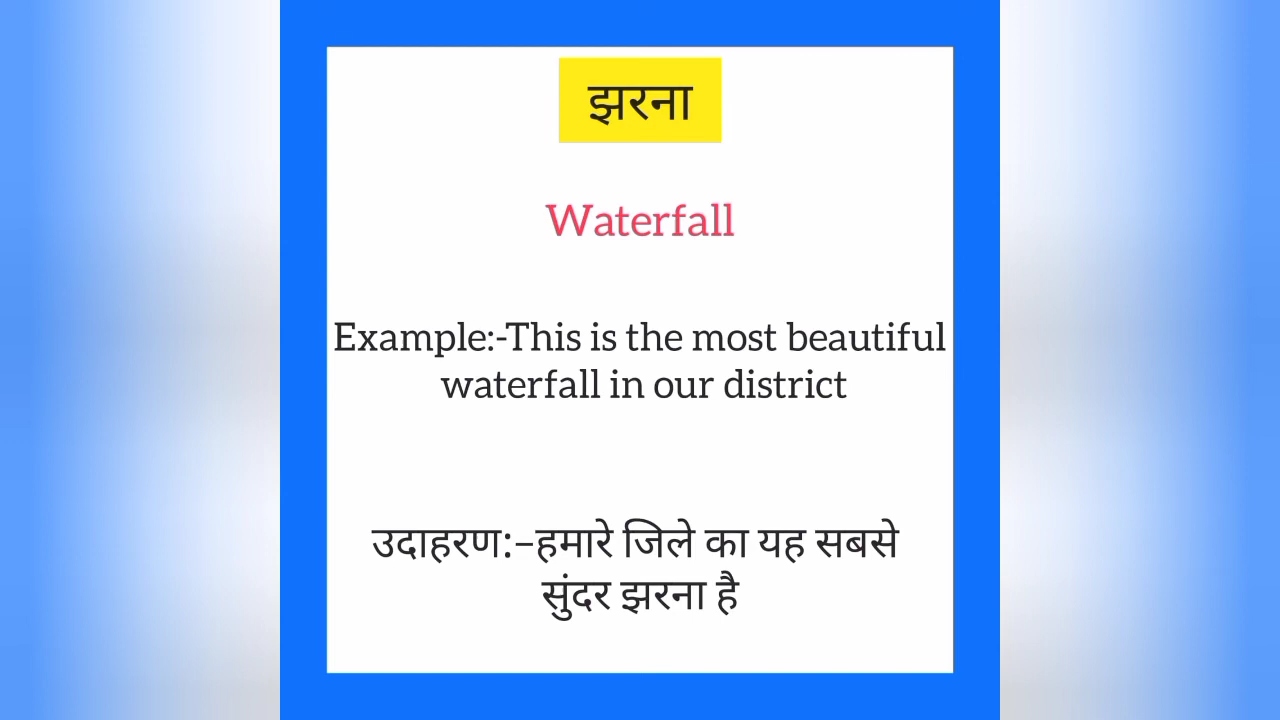 झरना
Waterfall
Example:-This is the most beautiful
waterfall in our district
उदाहरण:–हमारे जिले का यह सबसे
सुंदर झरना है